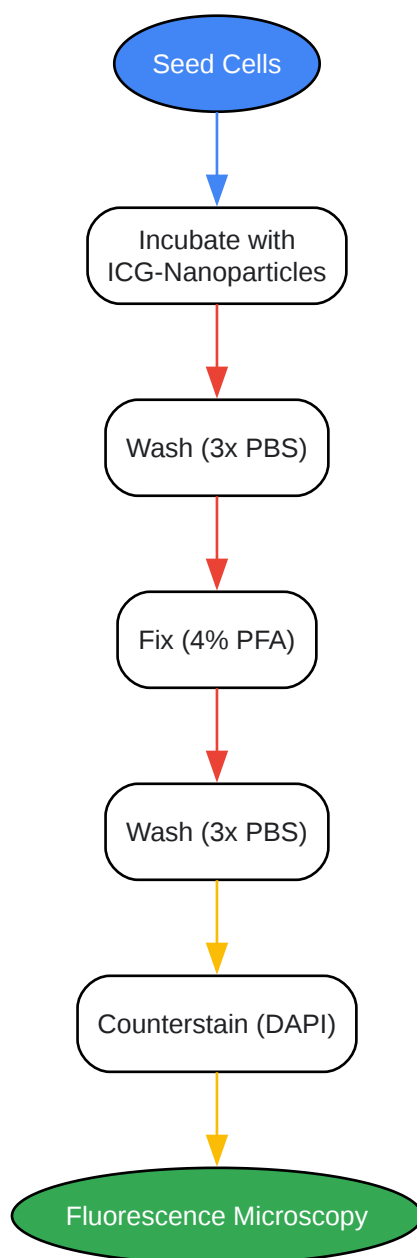 Seed Cells
Incubate with
ICG-Nanoparticles
Wash (3x PBS)
Fix (4% PFA)
Wash (3x PBS)
Counterstain (DAPI)
Fluorescence Microscopy